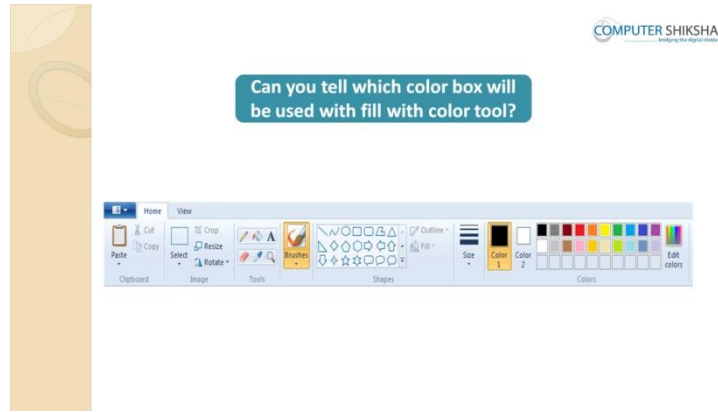 COMPUTER SHIKSHA
bridging the digital divide
Can you tell which color box will
be used with fill with color tool?
Home View
Paste
Cut
Copy
Clipboard
Select
Crop
Resize
Rotate
Image
A
Tools
Brushes
Outline
Fill
Shapes
Size
Color
1
Color
2
Edit
colors
Colors